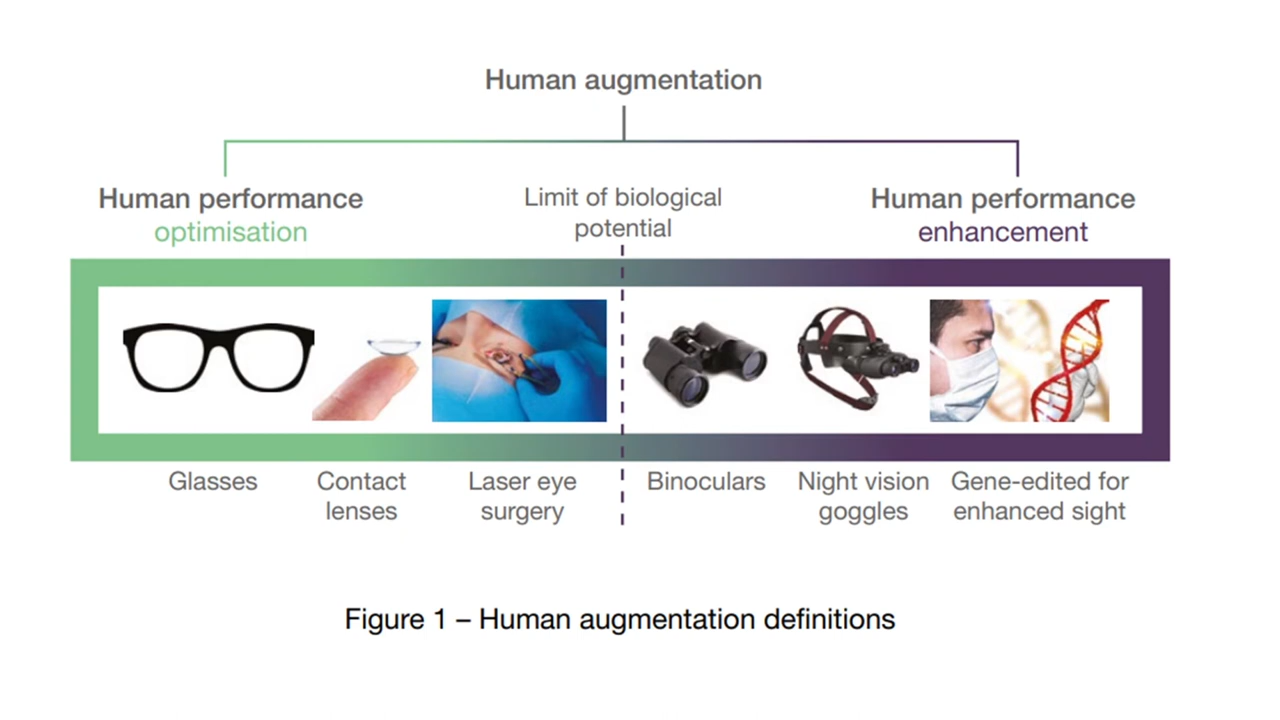 Human augmentation
Human performance
optimisation
Limit of biological
potential
Human performance
enhancement
Glasses
Contact
lenses
Laser eye
surgery
Binoculars
Night vision
goggles
Gene-edited for
enhanced sight
Figure 1 – Human augmentation definitions